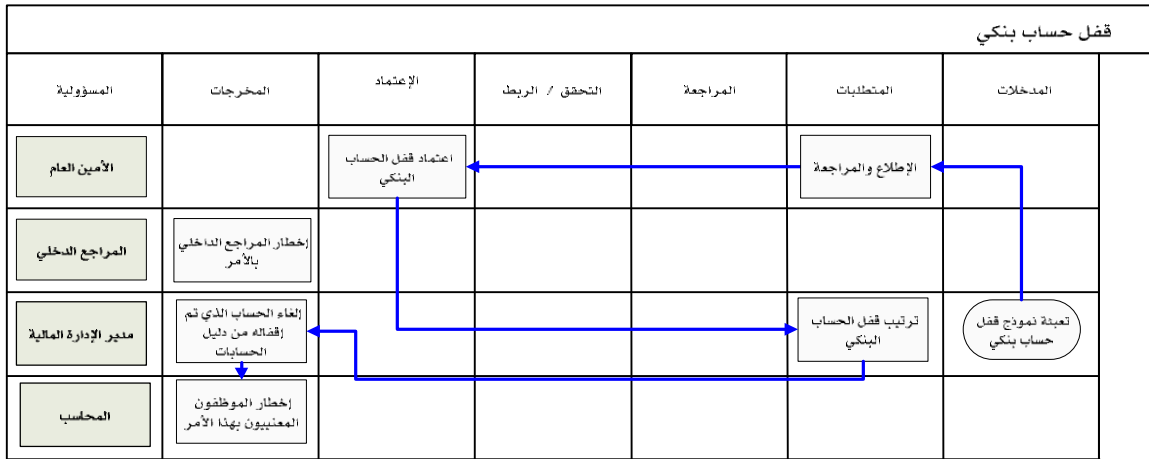 قفل حساب بنكي
المدخلات
المتطلبات
المراجعة
التحقق / الربط
الإعتماد
المخرجات
المسؤولية
الإطلاع والمراجعة
اعتماد قفل الحساب
البنكي
الأمين العام
إخطار المراجع الداخلي
بالأمر
المراجع الدخلي
تعبئة نموذج قفل
حساب بنكي
ترتيب قفل الحساب
البنكي
إلغاء الحساب الذي تم
إقفاله من دليل
الحسابات
مدير الإدارة المالية
إخطار الموظفون
المعنييون بهذا الأمر
المحاسب